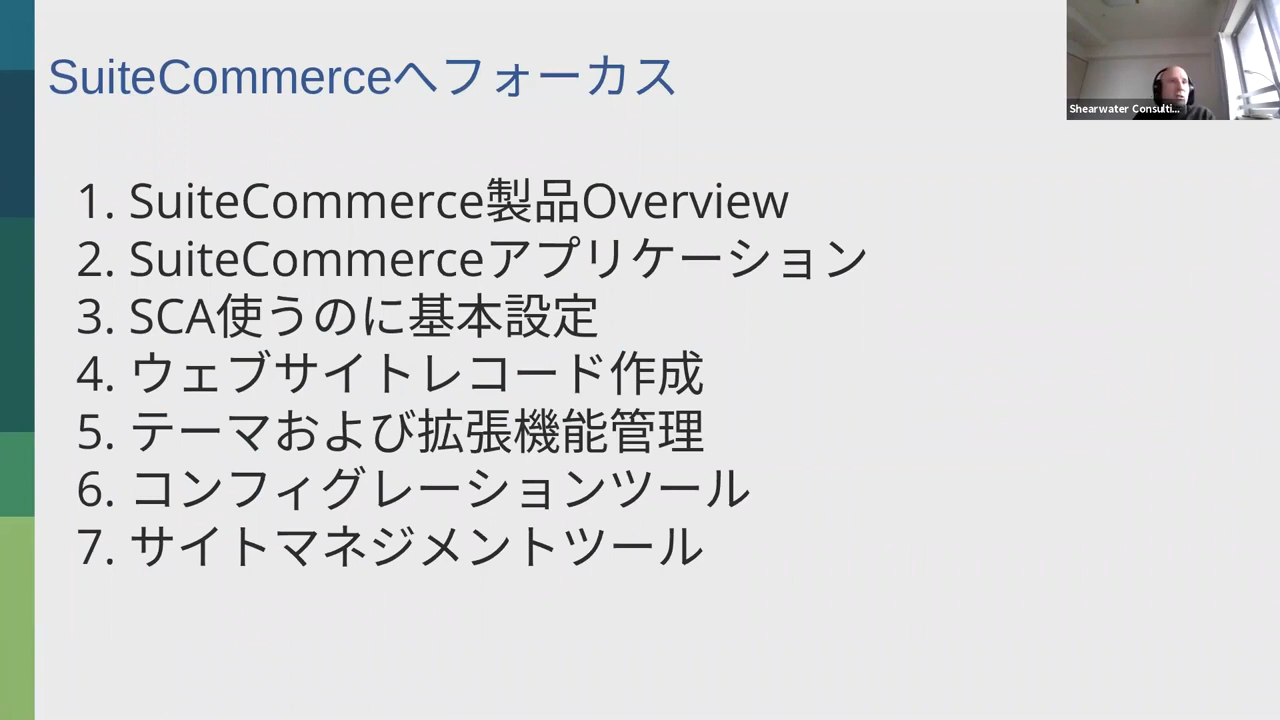 SuiteCommerceへフォーカス
Shearwater Consulti...
1. SuiteCommerce製品Overview
2. SuiteCommerceアプリケーション
3. SCA使うのに基本設定
4. ウェブサイトレコード作成
5. テーマおよび拡張機能管理
6. コンフィグレーションツール
7. サイトマネジメントツール